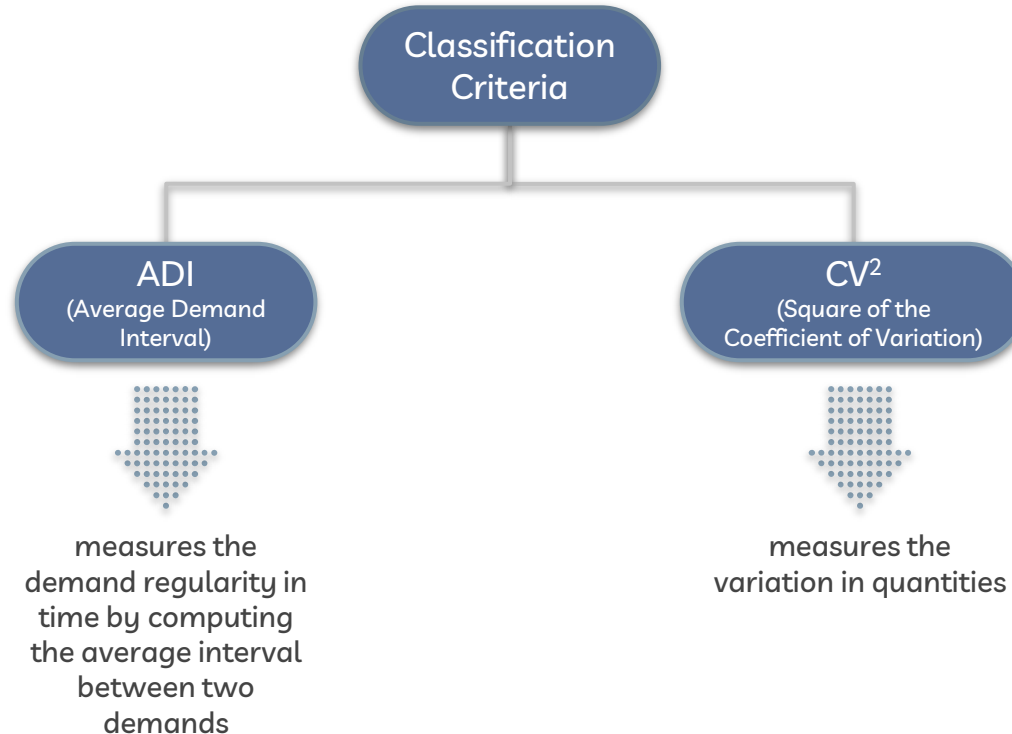 Classification
Criteria
ADI
(Average Demand
Interval)
CV²
(Square of the
Coefficient of Variation)
measures the
demand regularity in
time by computing
the average interval
between two
demands
measures the
variation in quantities